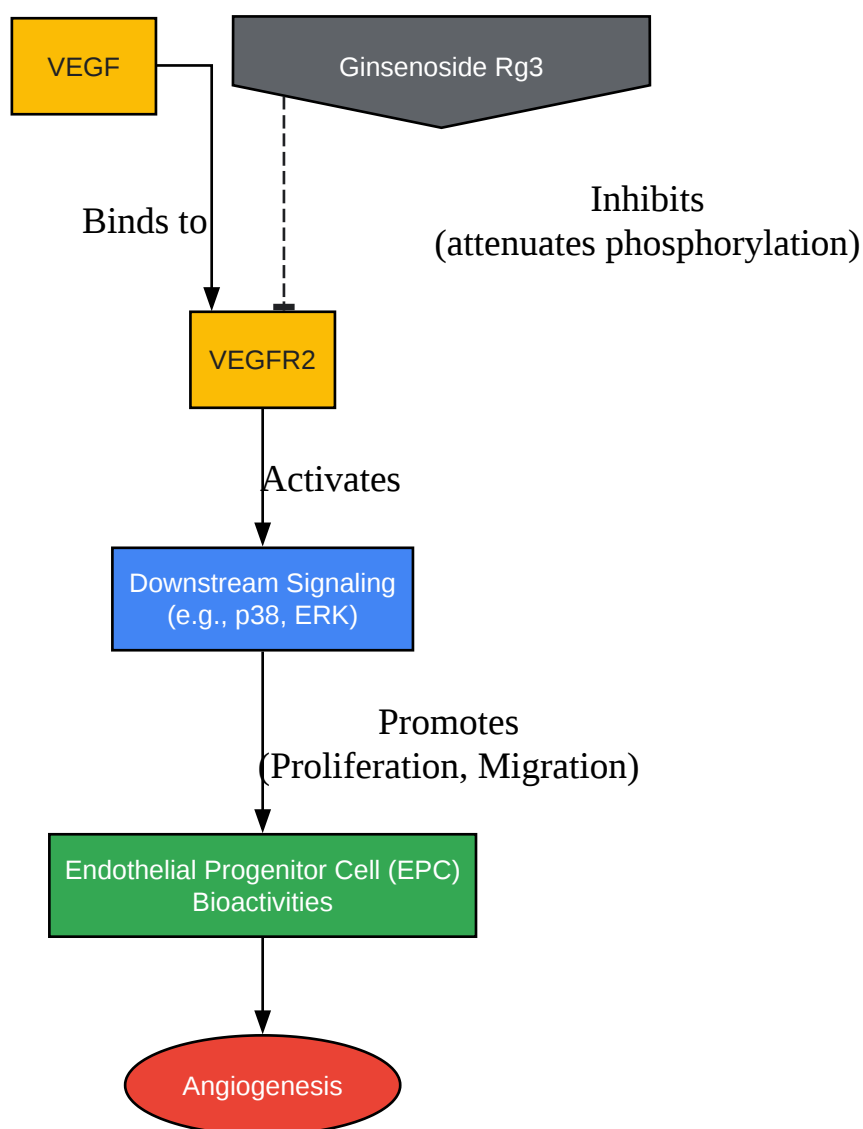 VEGF
Ginsenoside Rg3
Binds to
Inhibits
(attenuates phosphorylation)
VEGFR2
Activates
Downstream Signaling
(e.g., p38, ERK)
Promotes
(Proliferation, Migration)
Endothelial Progenitor Cell (EPC)
Bioactivities
Angiogenesis